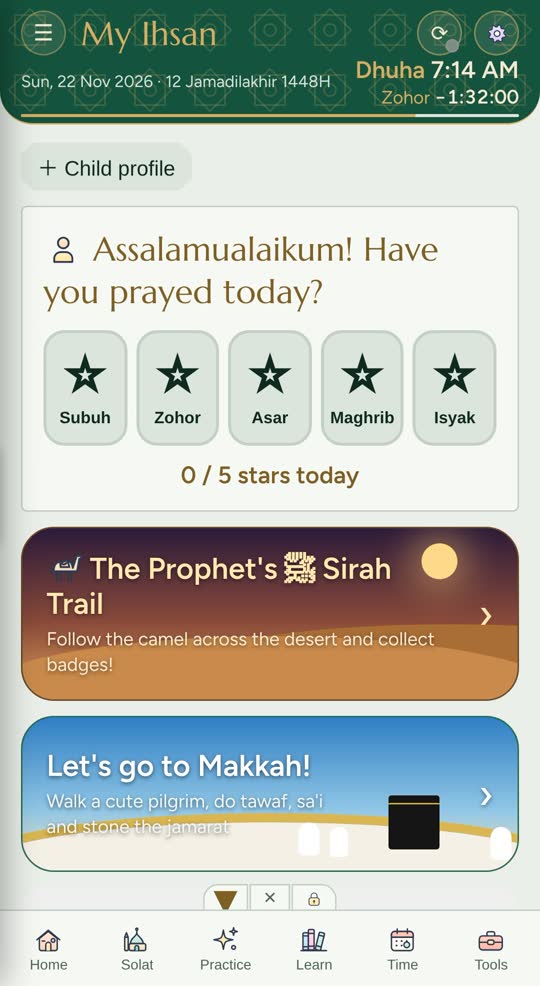 My Ihsan
Sun, 22 Nov 2026 · 12 Jamadilakhir 1448H
Dhuha 7:14 AM
Zohor −1:32:00
+ Child profile
Assalamualaikum! Have
you prayed today?
Subuh
Zohor
Asar
Maghrib
Isyak
0 / 5 stars today
The Prophet's ﷺ Sirah
Trail
Follow the camel across the desert and collect
badges!
Let's go to Makkah!
Walk a cute pilgrim, do tawaf, sa'i
and stone the jamarat
Home
Solat
Practice
Learn
Time
Tools